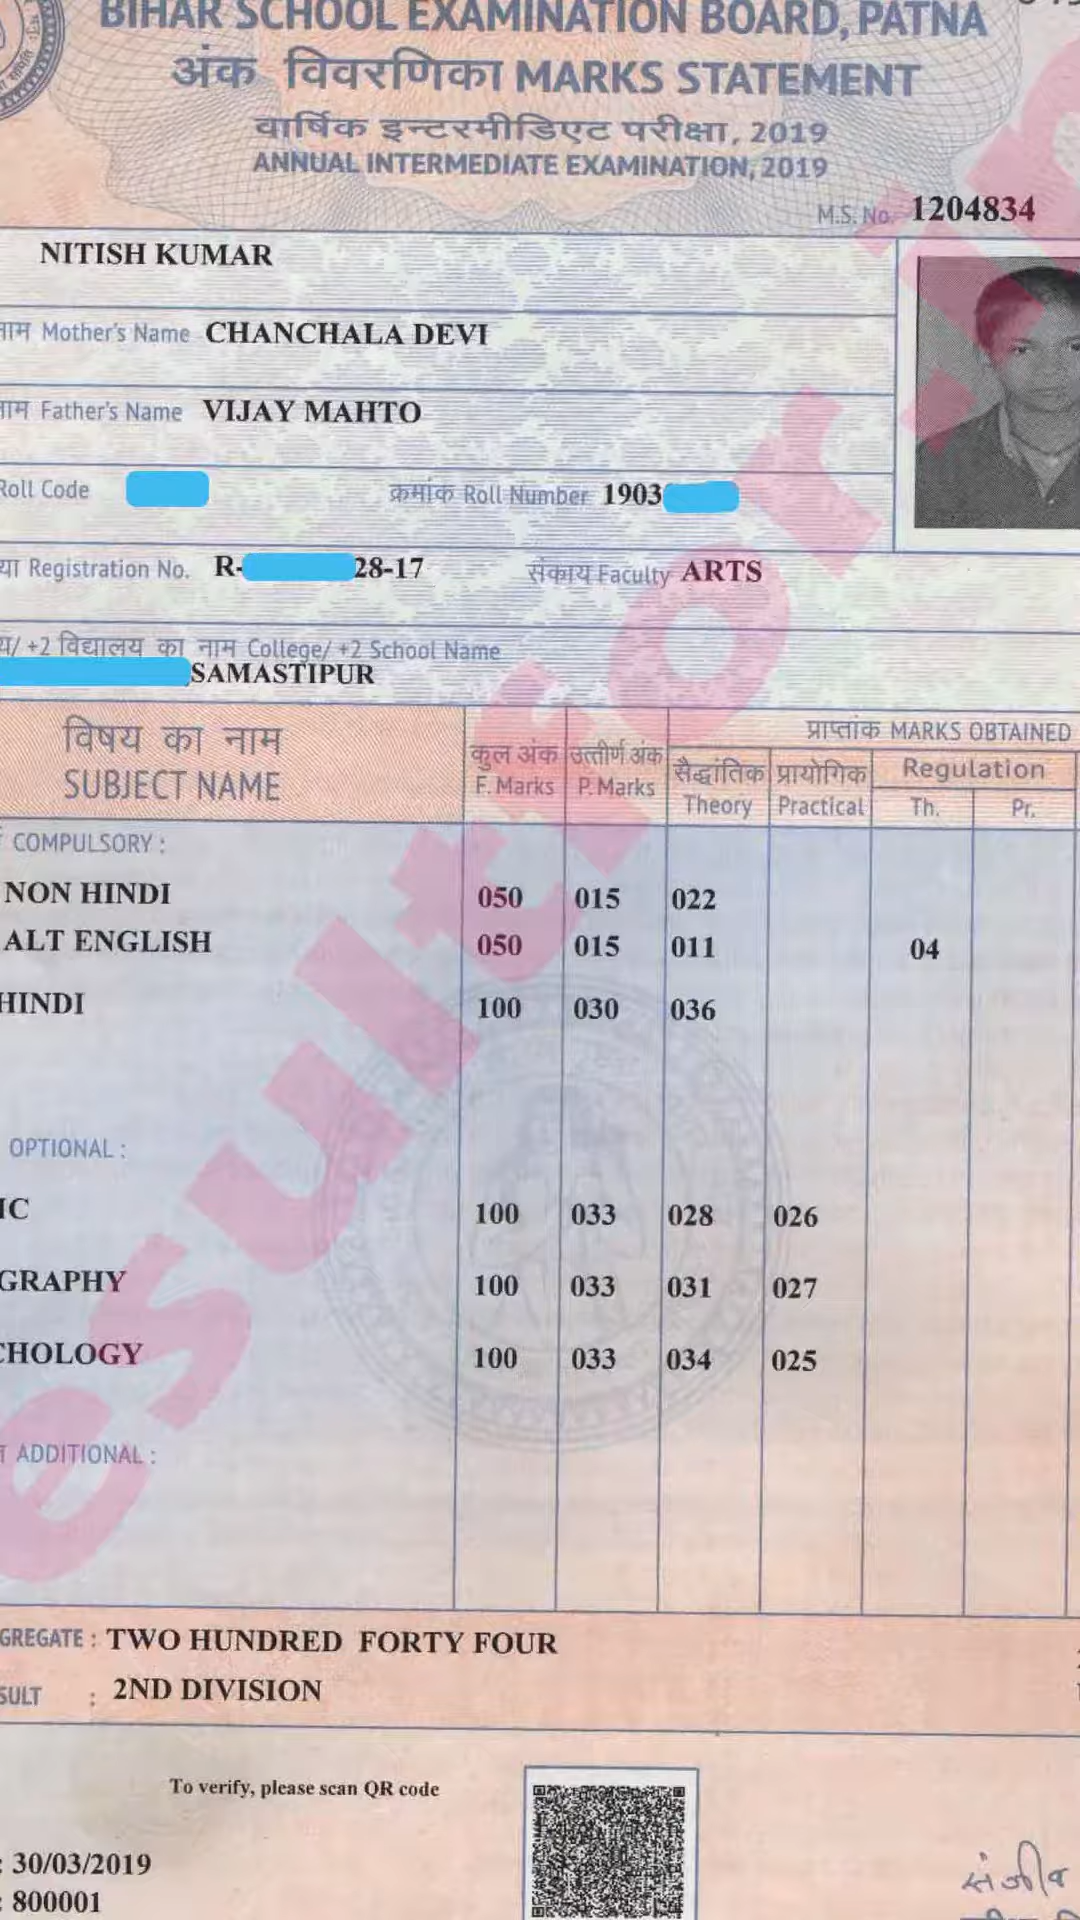 BIHAR SCHOOL EXAMINATION BOARD, PATNA
अंक विवरणिका MARKS STATEMENT
वार्षिक इन्टरमीडिएट परीक्षा, 2019
ANNUAL INTERMEDIATE EXAMINATION, 2019
M.S. No. 1204834
NITISH KUMAR
नाम Mother's Name CHANCHALA DEVI
नाम Father's Name VIJAY MAHTO
Roll Code क्रमांक Roll Number 1903
Registration No. R- 28-17 संकाय Faculty ARTS
/ +2 विद्यालय का नाम College/ +2 School Name
SAMASTIPUR
विषय का नाम
SUBJECT NAME
कुल अंक
F. Marks
उत्तीर्ण अंक
P. Marks
प्राप्तांक MARKS OBTAINED
सैद्धांतिक
Theory
प्रायोगिक
Practical
Regulation
Th. Pr.
COMPULSORY :
NON HINDI 050 015 022
ALT ENGLISH 050 015 011 04
HINDI 100 030 036
OPTIONAL :
IC 100 033 028 026
GRAPHY 100 033 031 027
CHOLOGY 100 033 034 025
ADDITIONAL :
GREGATE : TWO HUNDRED FORTY FOUR
SULT : 2ND DIVISION
To verify, please scan QR code
: 30/03/2019
: 800001
संजीव
esultfor.in